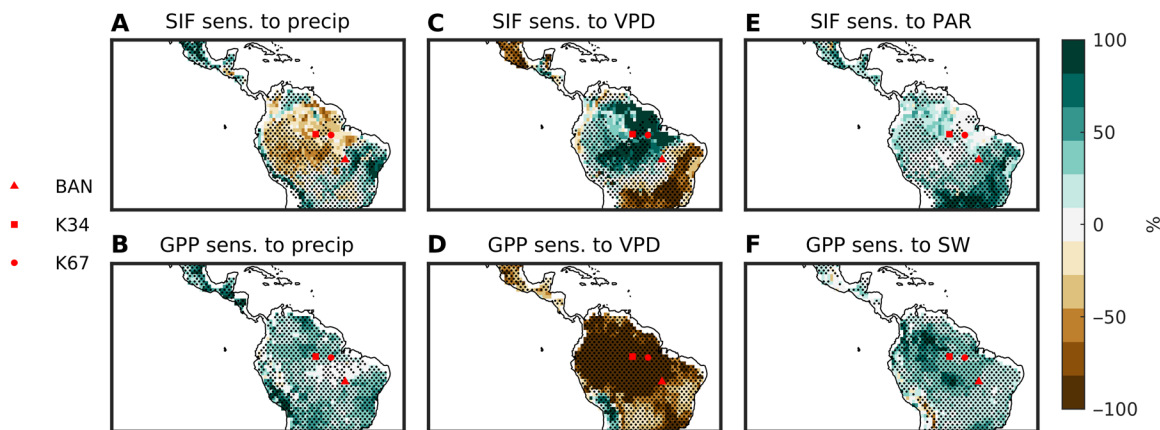 A SIF sens. to precip
C SIF sens. to VPD
E SIF sens. to PAR
B GPP sens. to precip
D GPP sens. to VPD
F GPP sens. to SW
BAN
K34
K67
100
50
0
−50
−100
%